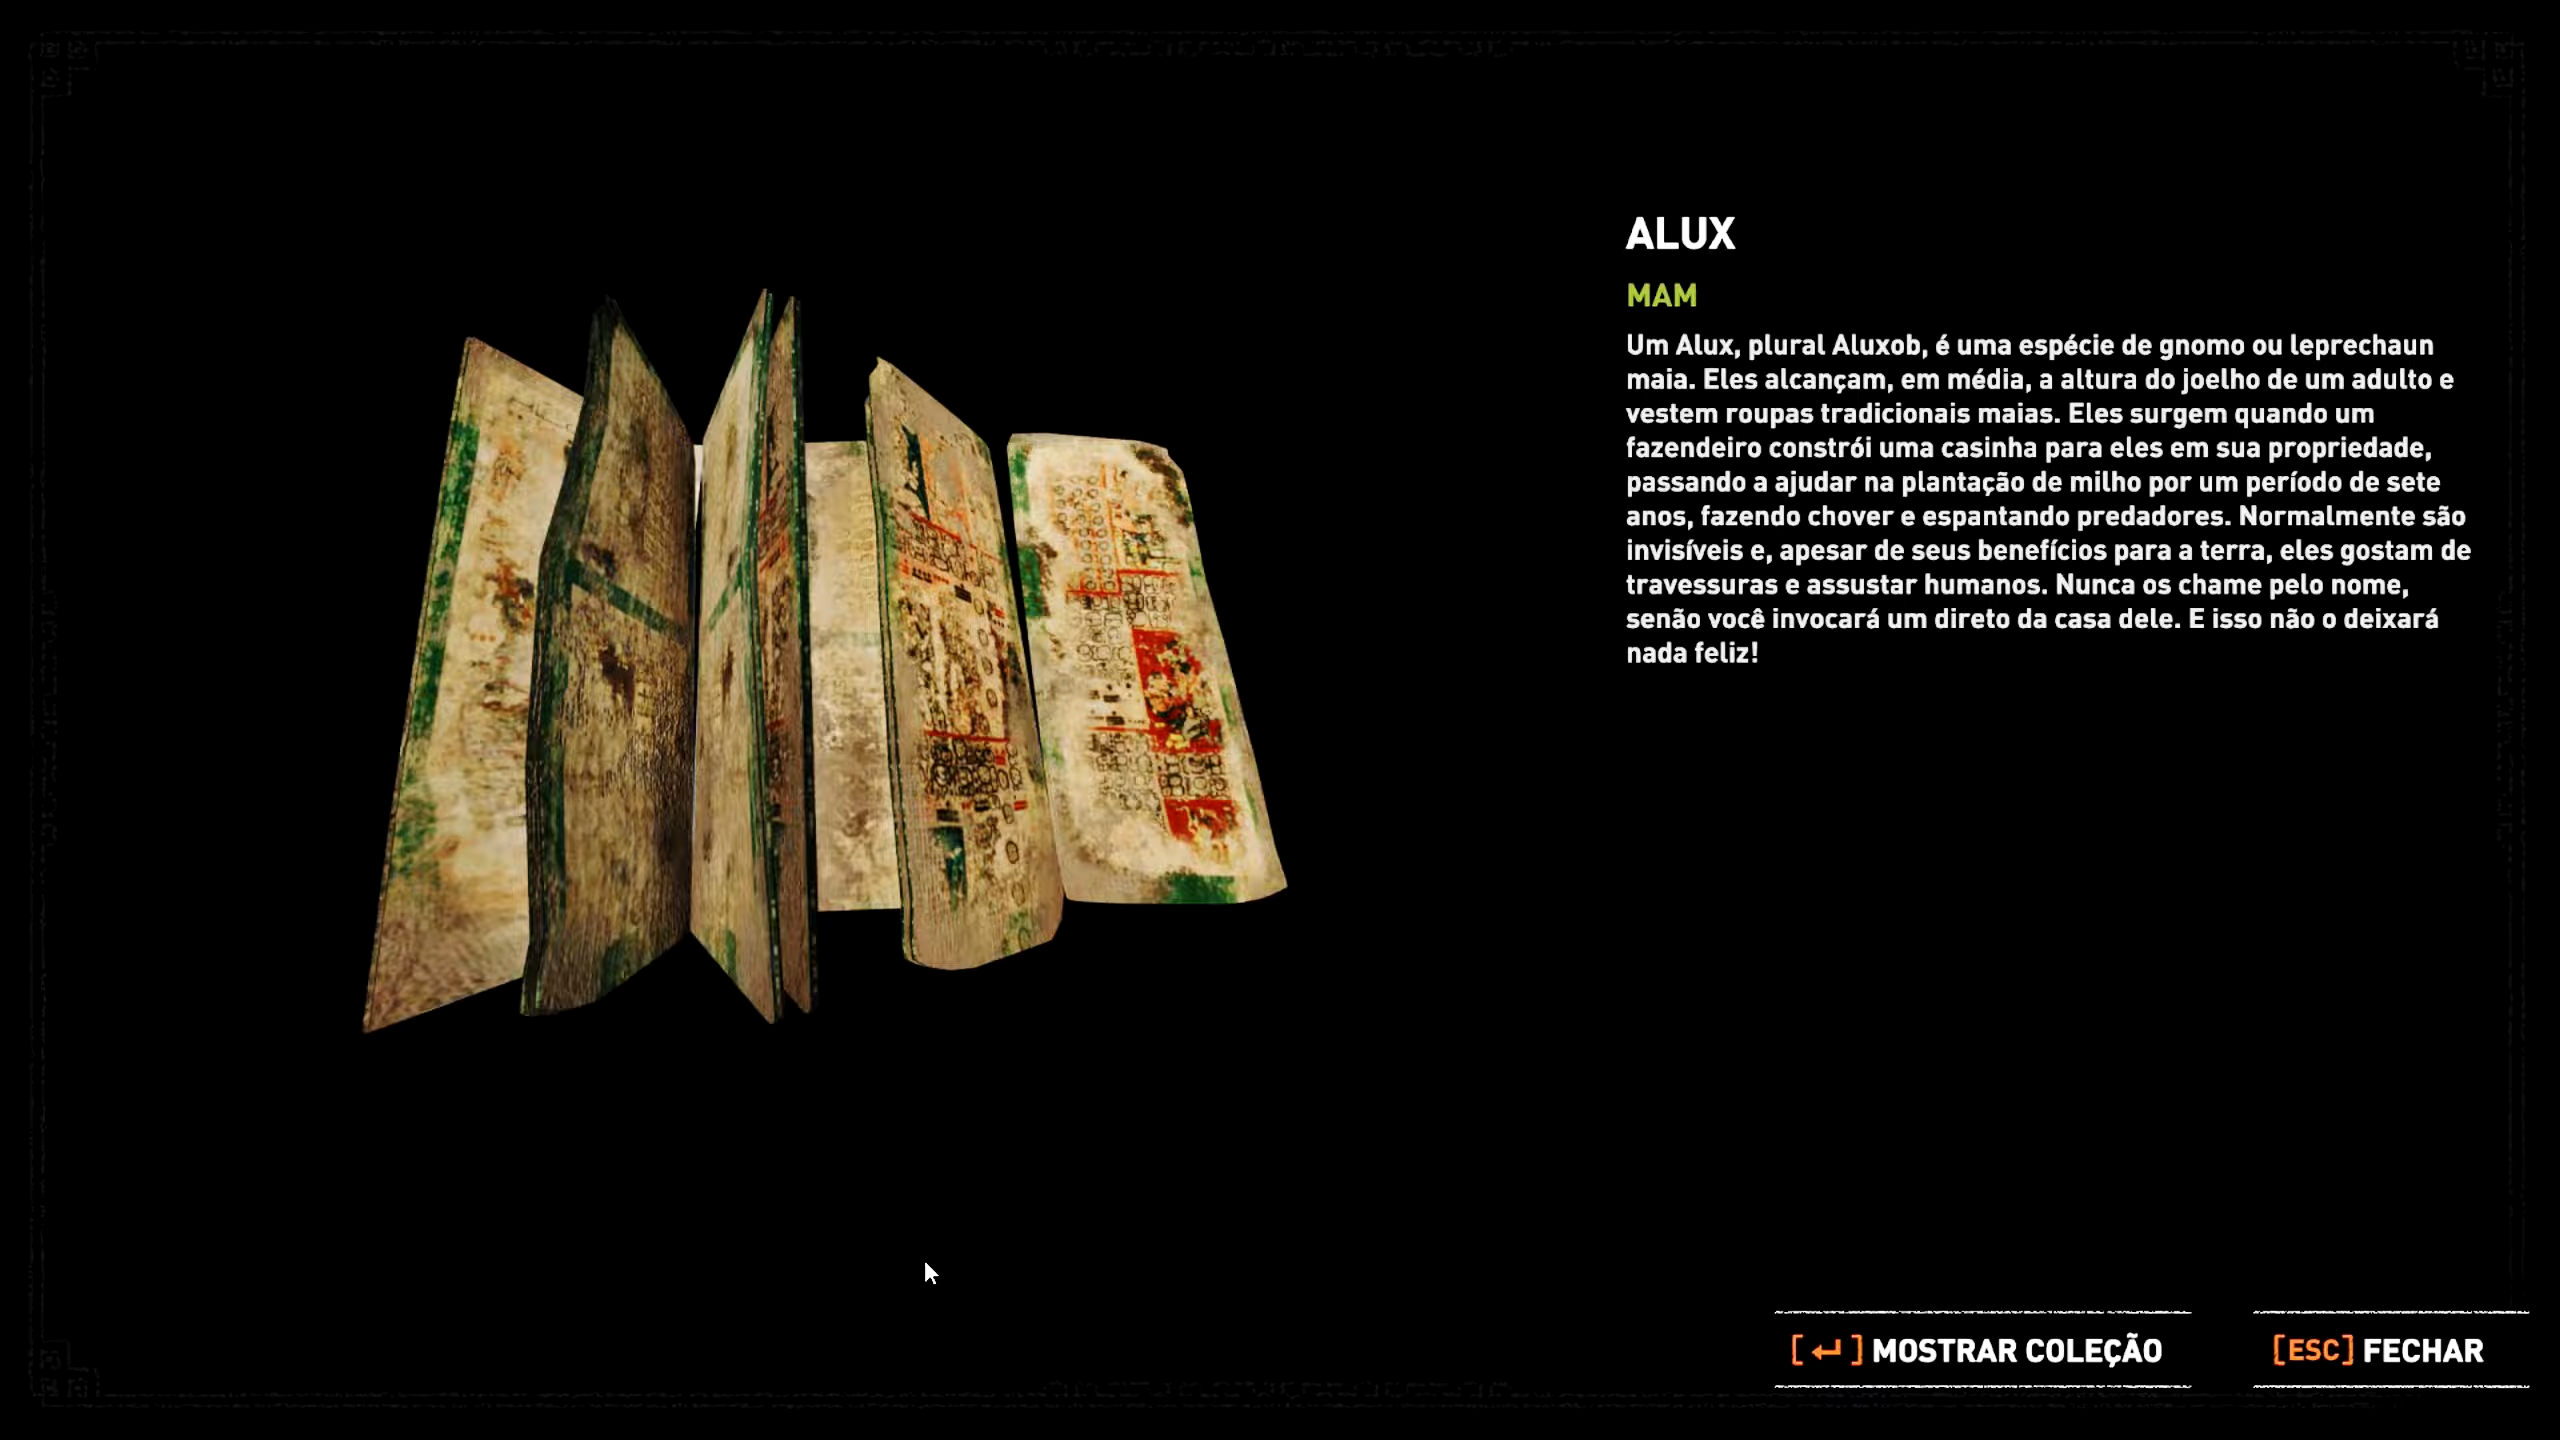 ALUX
MAM
Um Alux, plural Aluxob, é uma espécie de gnomo ou leprechaun
maia. Eles alcançam, em média, a altura do joelho de um adulto e
vestem roupas tradicionais maias. Eles surgem quando um
fazendeiro constrói uma casinha para eles em sua propriedade,
passando a ajudar na plantação de milho por um período de sete
anos, fazendo chover e espantando predadores. Normalmente são
invisíveis e, apesar de seus benefícios para a terra, eles gostam de
travessuras e assustar humanos. Nunca os chame pelo nome,
senão você invocará um direto da casa dele. E isso não o deixará
nada feliz!
[↵] MOSTRAR COLEÇÃO
[ESC] FECHAR